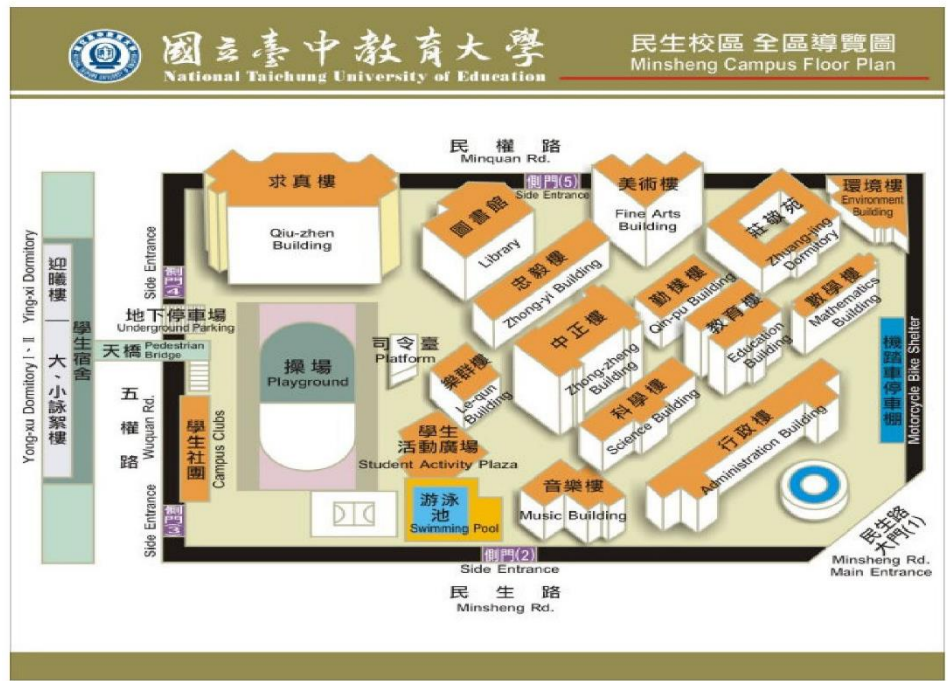 國立臺中教育大學
National Taichung University of Education
民生校區 全區導覽圖
Minsheng Campus Floor Plan
民權路
Minquan Rd.
求真樓
Qiu-zhen
Building
圖書館
Library
側門(5)
Side Entrance
美術樓
Fine Arts
Building
莊敬苑
Zhuang-jing
Dormitory
環境樓
Environment
Building
忠毅樓
Zhong-yi Building
勤樸樓
Qin-pu Building
教育樓
Education
Building
數學樓
Mathematics
Building
中正樓
Zhong-zheng
Building
Side Entrance
側門4
地下停車場
Underground Parking
天橋
Pedestrian
Bridge
Yong-xu Dormitory I、II Ying-xi Dormitory
迎曦樓
大、小詠絮樓
學生宿舍
五權路
Wuquan Rd.
學生社團
Campus Clubs
操場
Playground
司令臺
Platform
樂群樓
Le-qun
Building
科學樓
Science Building
行政樓
Administration Building
機踏車停車棚
Motorcycle Bike Shelter
學生
活動廣場
Student Activity Plaza
游泳
池
Swimming Pool
音樂樓
Music Building
Side Entrance
側門3
側門(2)
Side Entrance
民生路
Minsheng Rd.
民生路
大門(1)
Minsheng Rd.
Main Entrance